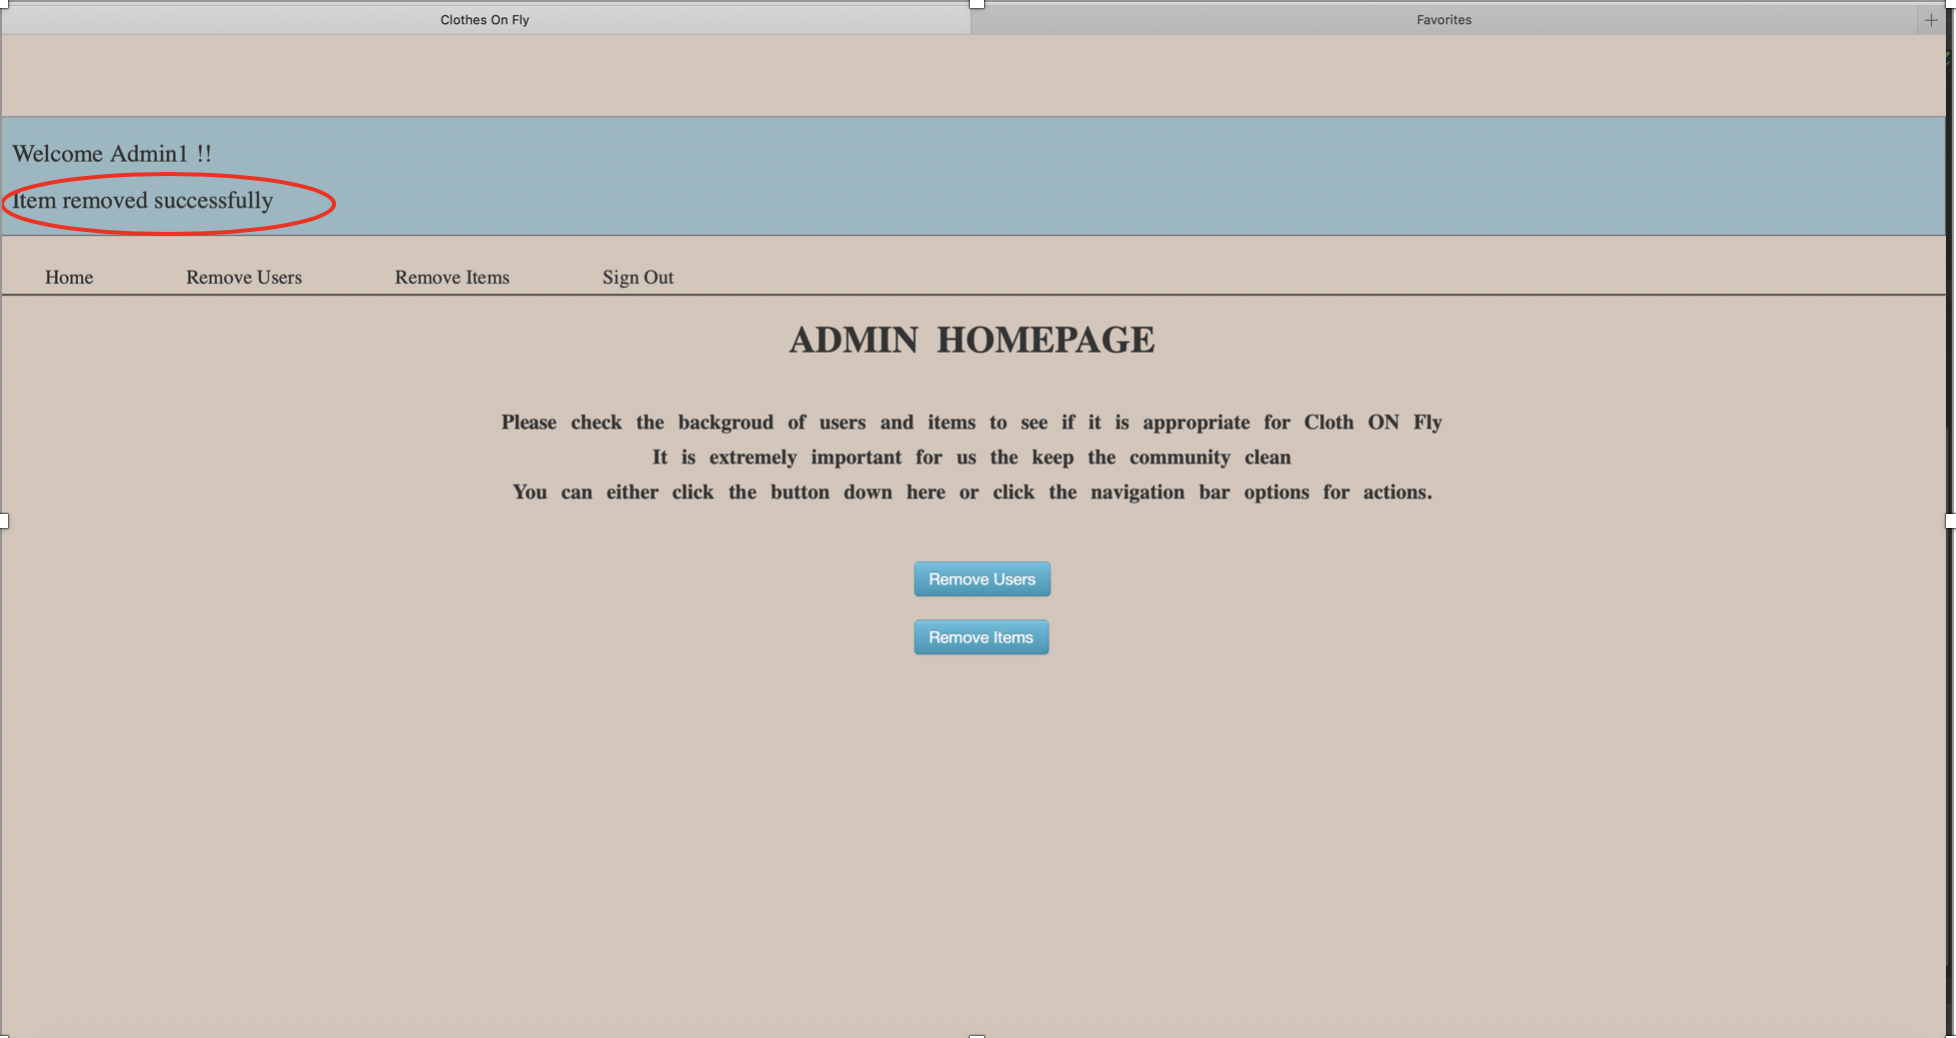 Clothes On Fly
Favorites
Welcome Admin1 !!
Item removed successfully
Home Remove Users Remove Items Sign Out
ADMIN HOMEPAGE
Please check the backgroud of users and items to see if it is appropriate for Cloth ON Fly
It is extremely important for us the keep the community clean
You can either click the button down here or click the navigation bar options for actions.
Remove Users
Remove Items